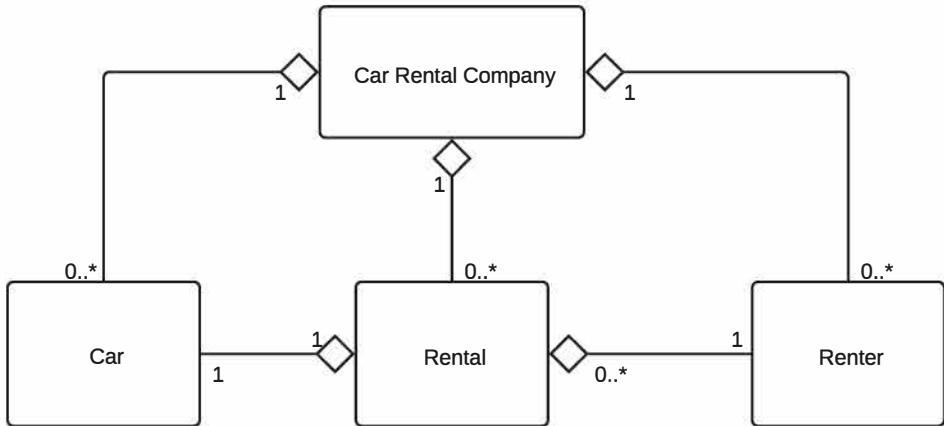 Car Rental Company
1
1
1
0..*
0..*
0..*
Car
1
1
Rental
0..*
1
Renter